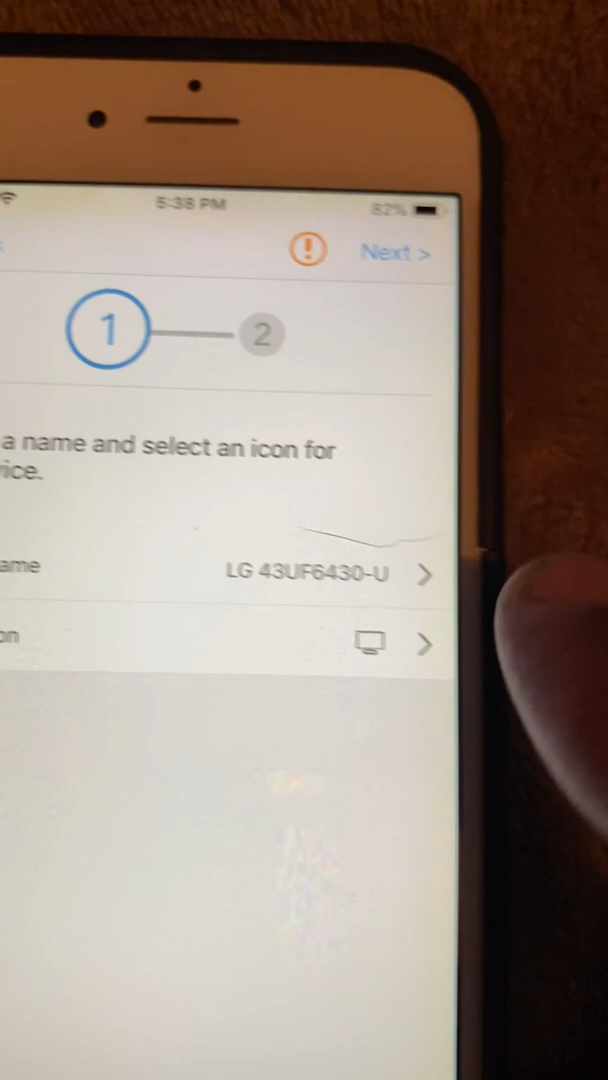 5:38 PM 82%
Next >
1 2
a name and select an icon for
ice.
ame LG 43UF6430-U
on